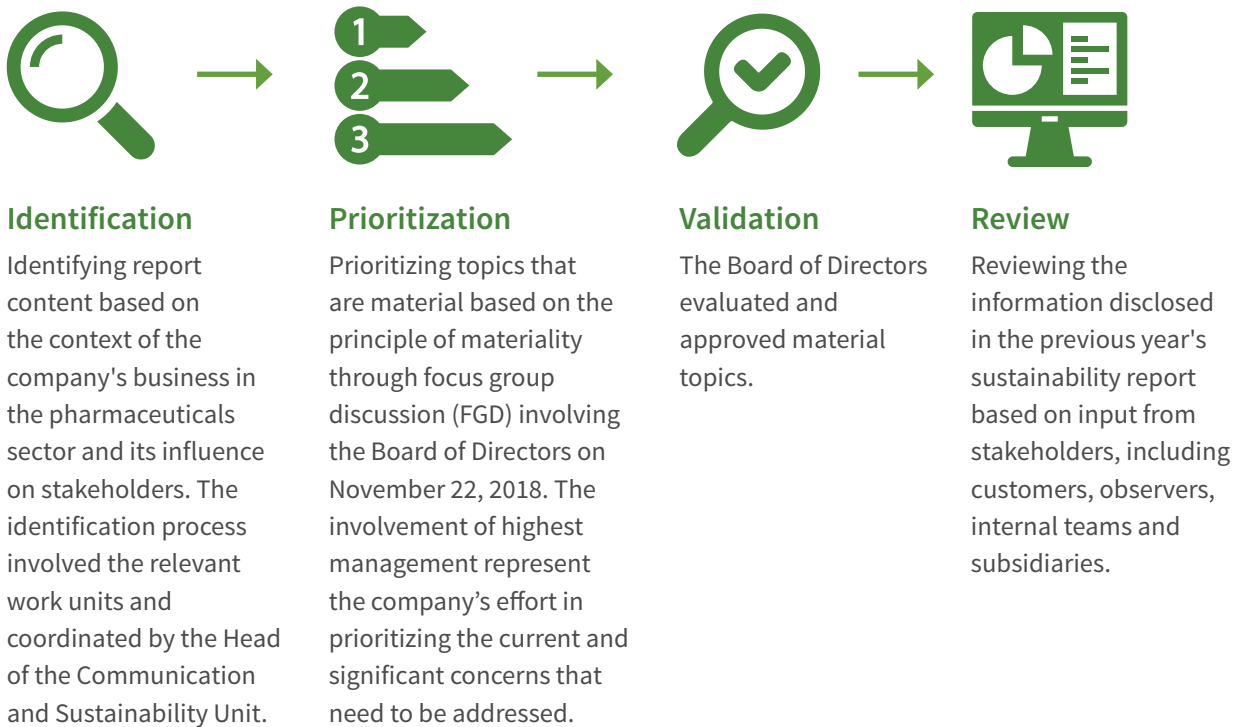 1
2
3
Identification
Identifying report
content based on
the context of the
company's business in
the pharmaceuticals
sector and its influence
on stakeholders. The
identification process
involved the relevant
work units and
coordinated by the Head
of the Communication
and Sustainability Unit.
Prioritization
Prioritizing topics that
are material based on the
principle of materiality
through focus group
discussion (FGD) involving
the Board of Directors on
November 22, 2018. The
involvement of highest
management represent
the company’s effort in
prioritizing the current and
significant concerns that
need to be addressed.
Validation
The Board of Directors
evaluated and
approved material
topics.
Review
Reviewing the
information disclosed
in the previous year's
sustainability report
based on input from
stakeholders, including
customers, observers,
internal teams and
subsidiaries.